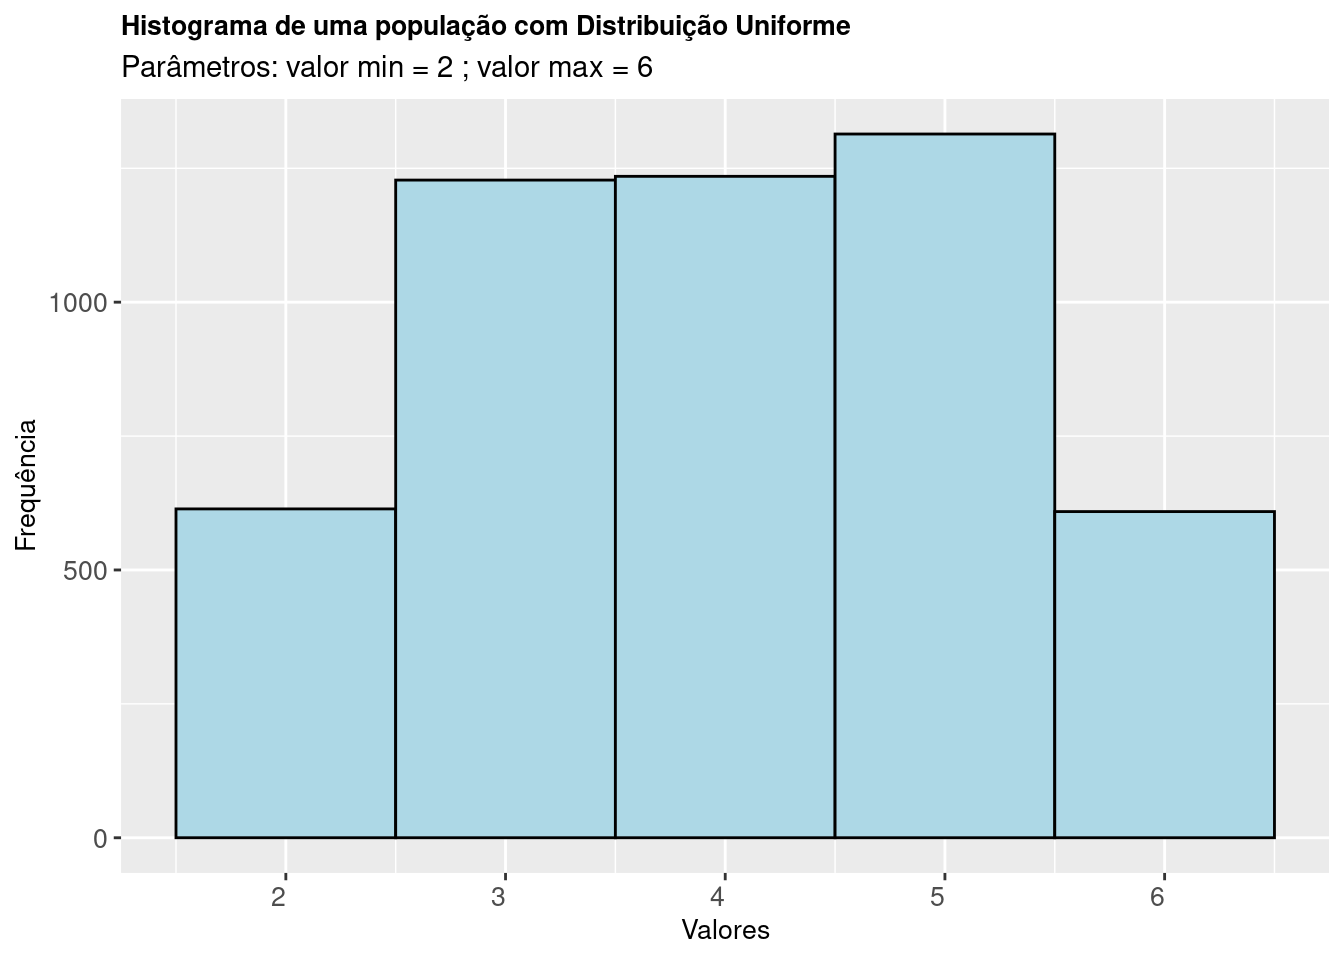 Histograma de uma população com Distribuição Uniforme
Parâmetros: valor min = 2 ; valor max = 6
1000
500
0
Frequência
2 3 4 5 6
Valores